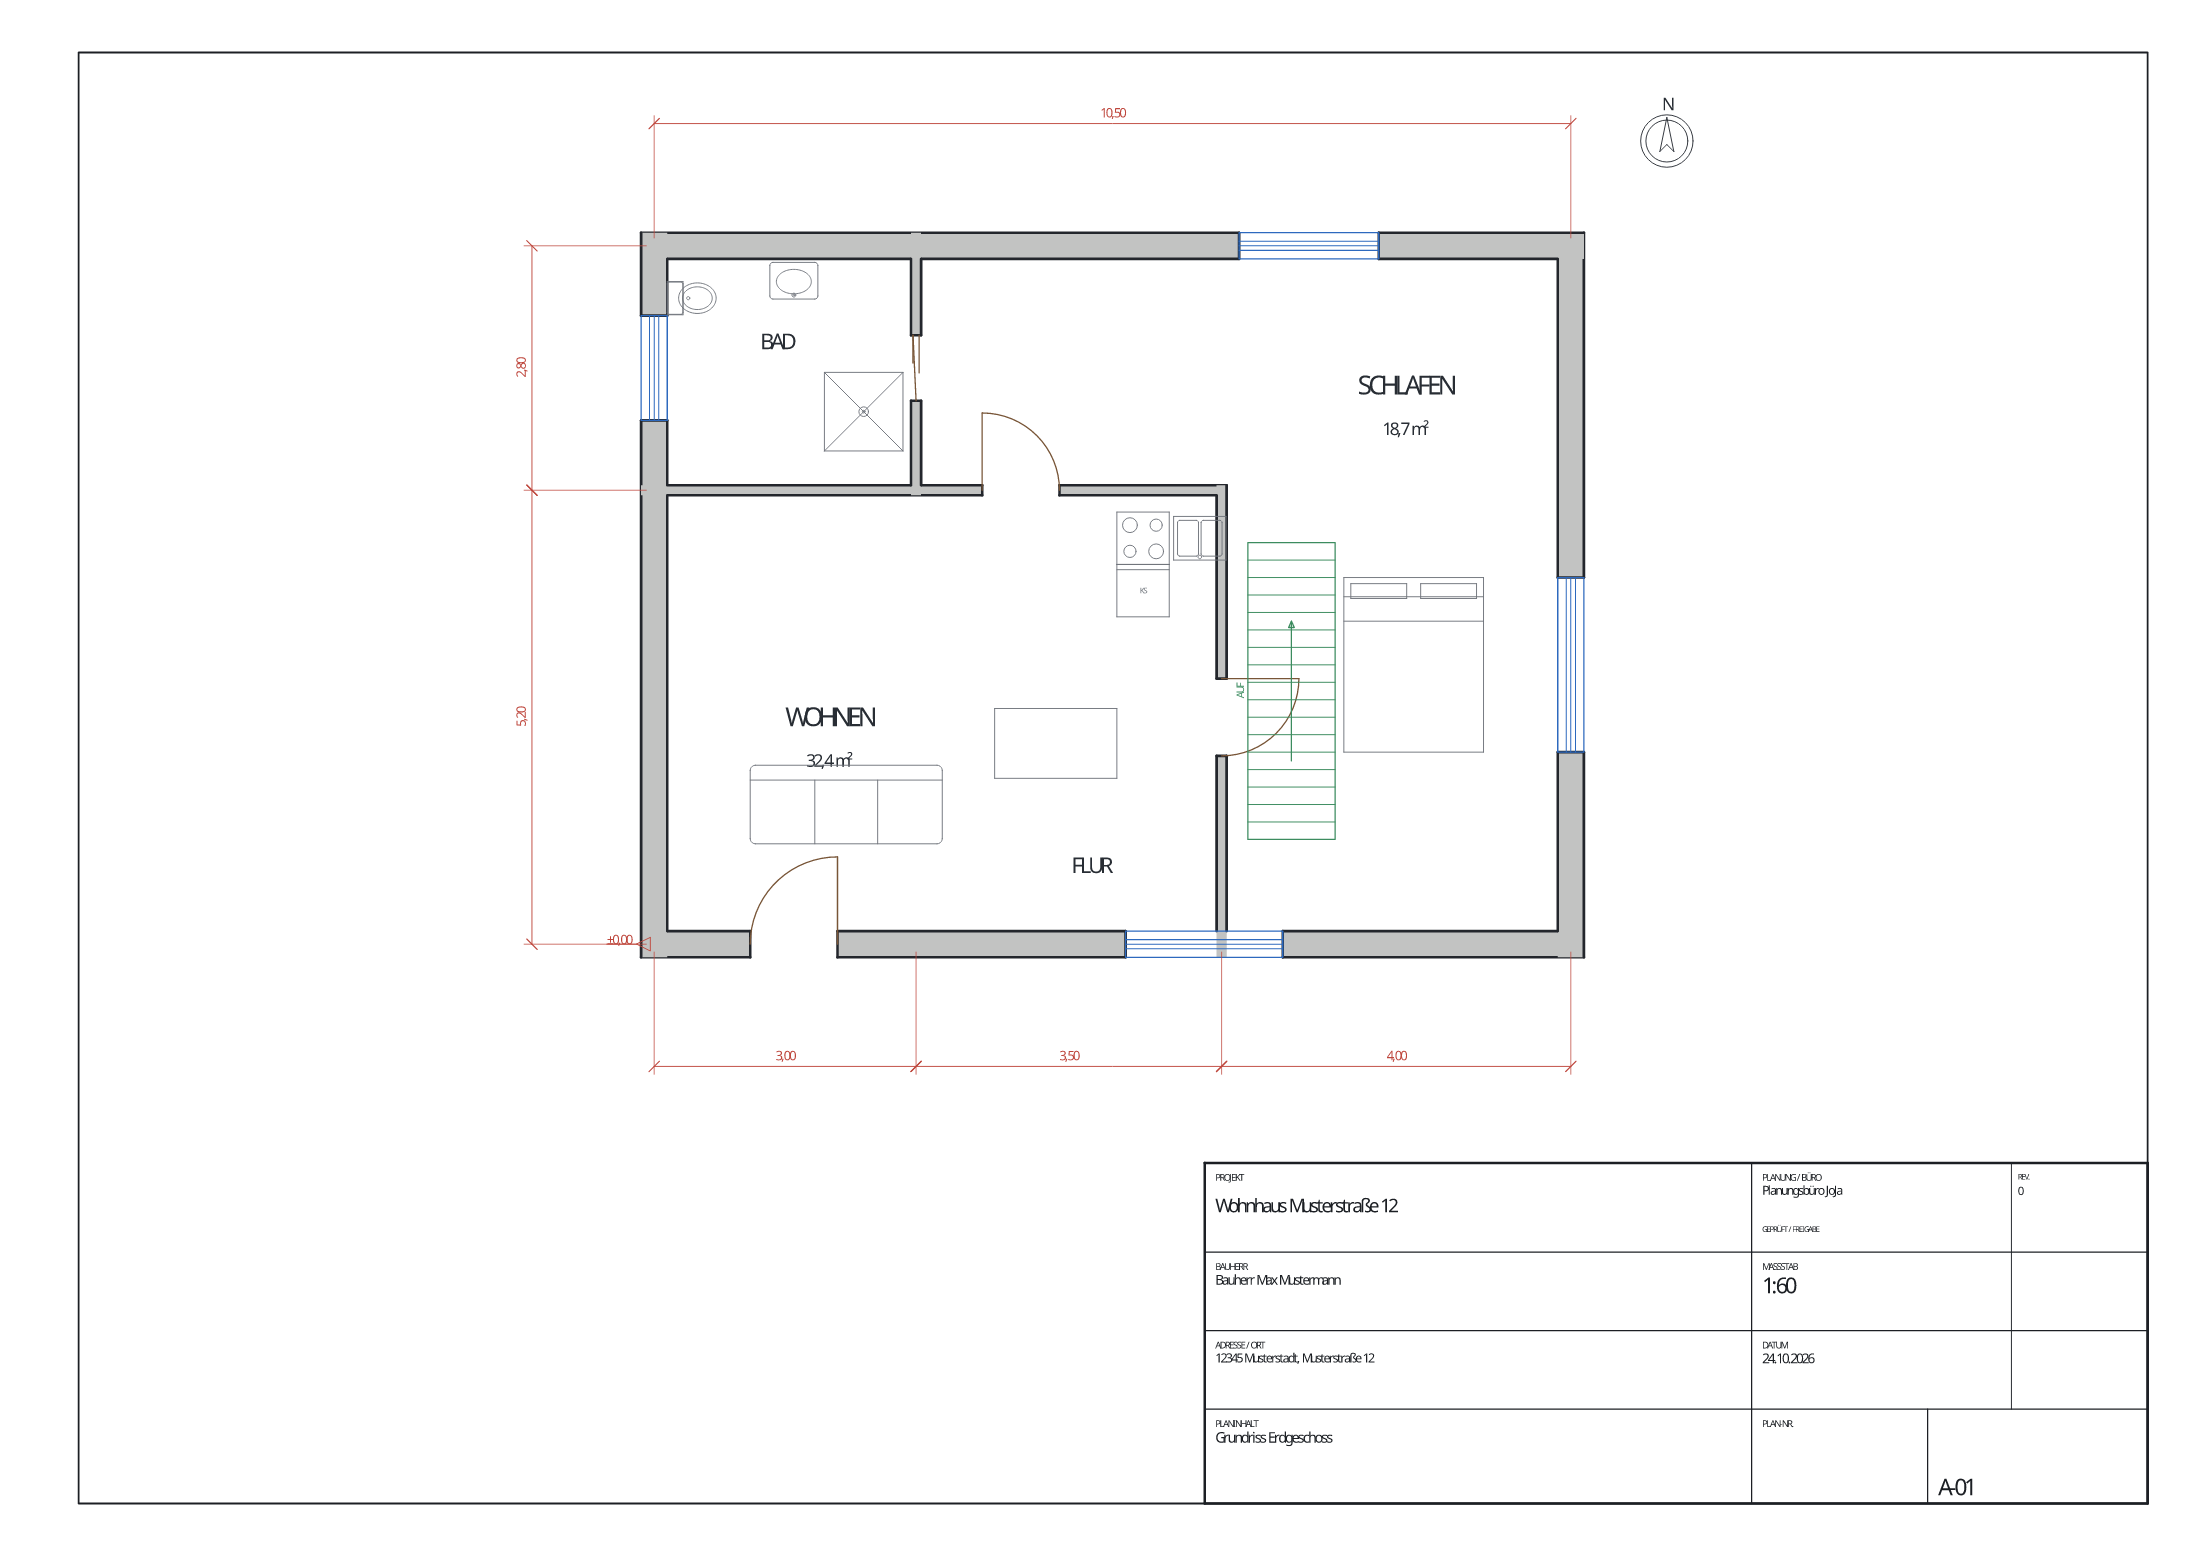 10,50
N
2,80
BAD
SCHLAFEN
18,7 m²
KS
AUF
5,20
WOHNEN
32,4 m²
FLUR
±0,00
3,00
3,50
4,00
PROJEKT
Wohnhaus Musterstraße 12
PLANUNG / BÜRO
Planungsbüro JoJa
GEPRÜFT / FREIGABE
REV.
0
BAUHERR
Bauherr Max Mustermann
MASSSTAB
1:60
ADRESSE / ORT
12345 Musterstadt, Musterstraße 12
DATUM
24.10.2026
PLANINHALT
Grundriss Erdgeschoss
PLAN-NR.
A-01